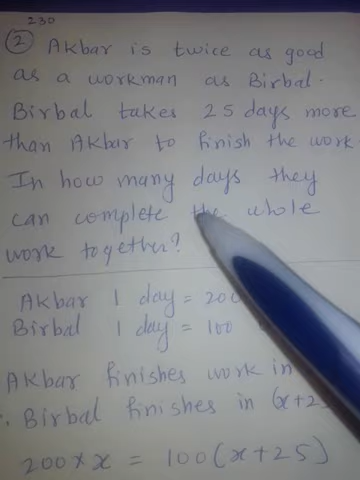 230
② Akbar is twice as good
as a workman as Birbal.
Birbal takes 25 days more
than Akbar to finish the work.
In how many days they
can complete the whole
work together?
Akbar 1 day = 200
Birbal 1 day = 100
Akbar finishes work in
∴ Birbal finishes in (x+2
200 × x = 100(x+25)